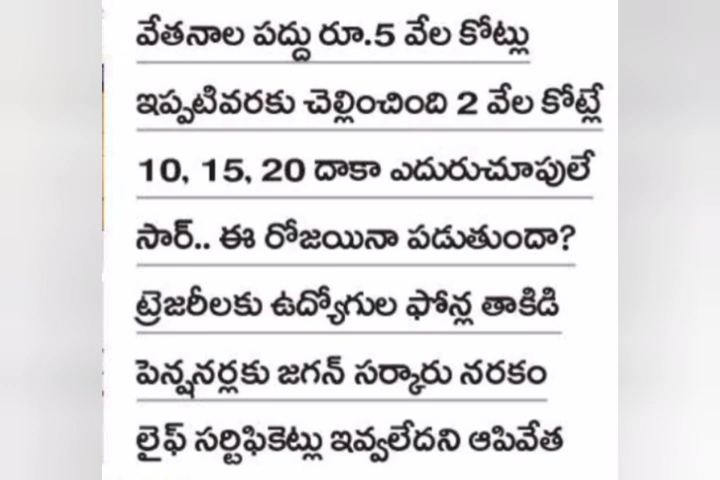 వేతనాల పద్దు రూ.5 వేల కోట్లు
ఇప్పటివరకు చెల్లించింది 2 వేల కోట్లే
10, 15, 20 దాకా ఎదురుచూపులే
సార్.. ఈ రోజయినా పడుతుందా?
ట్రెజరీలకు ఉద్యోగుల ఫోన్ల తాకిడి
పెన్షనర్లకు జగన్ సర్కారు నరకం
లైఫ్ సర్టిఫికెట్లు ఇవ్వలేదని ఆపివేత